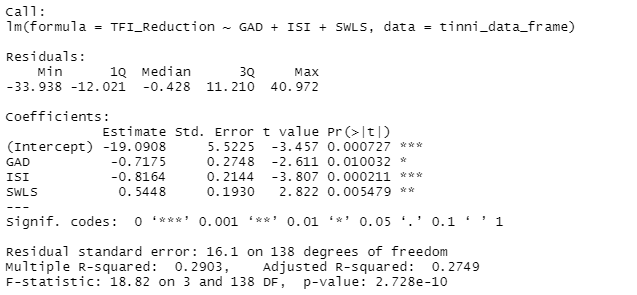 Call:
lm(formula = TFI_Reduction ~ GAD + ISI + SWLS, data = tinni_data_frame)
Residuals:
Min 1Q Median 3Q Max
-33.938 -12.021 -0.428 11.210 40.972
Coefficients:
Estimate Std. Error t value Pr(>|t|)
(Intercept) -19.0908 5.5225 -3.457 0.000727 ***
GAD -0.7175 0.2748 -2.611 0.010032 *
ISI -0.8164 0.2144 -3.807 0.000211 ***
SWLS 0.5448 0.1930 2.822 0.005479 **
---
Signif. codes: 0 ‘***’ 0.001 ‘**’ 0.01 ‘*’ 0.05 ‘.’ 0.1 ‘ ’ 1
Residual standard error: 16.1 on 138 degrees of freedom
Multiple R-squared: 0.2903, Adjusted R-squared: 0.2749
F-statistic: 18.82 on 3 and 138 DF, p-value: 2.728e-10